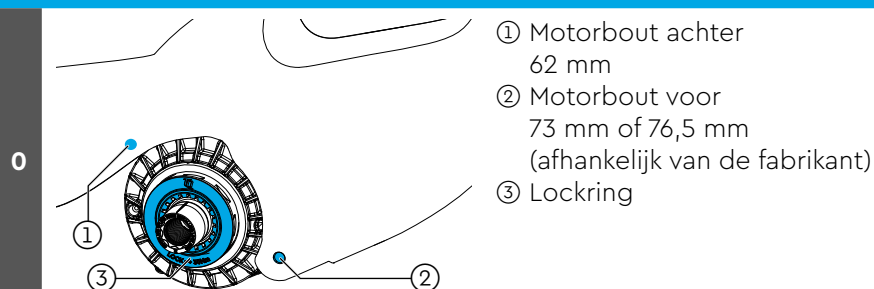 0
① Motorbout achter
62 mm
② Motorbout voor
73 mm of 76,5 mm
(afhankelijk van de fabrikant)
③ Lockring
①
③
②